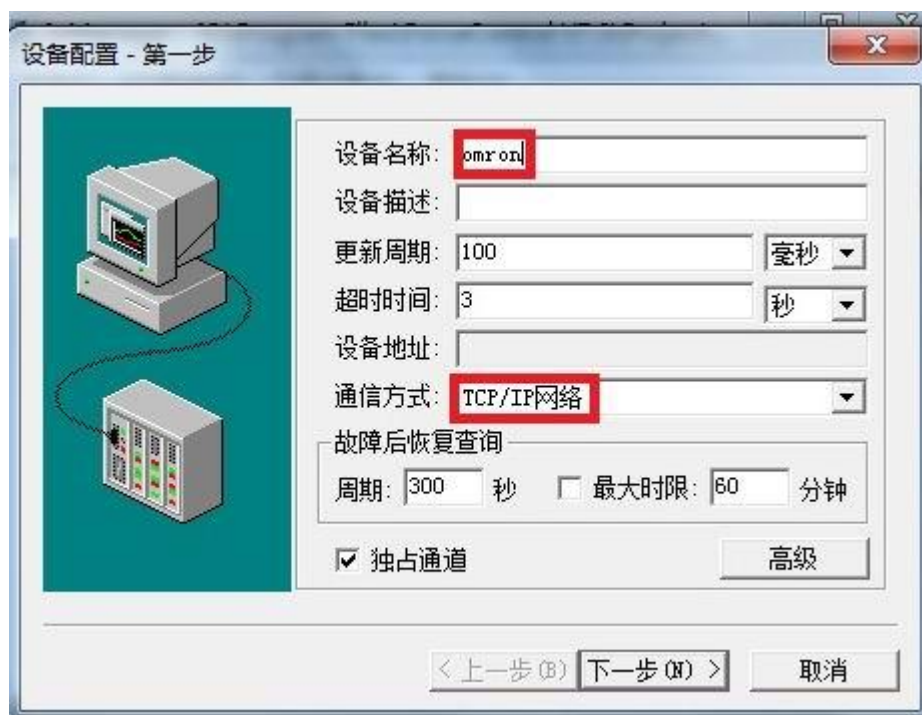 设备配置 - 第一步
设备名称: omron
设备描述:
更新周期: 100 毫秒
超时时间: 3 秒
设备地址:
通信方式: TCP/IP网络
故障后恢复查询
周期: 300 秒 最大时限: 60 分钟
独占通道 高级
< 上一步(B) 下一步(N) > 取消